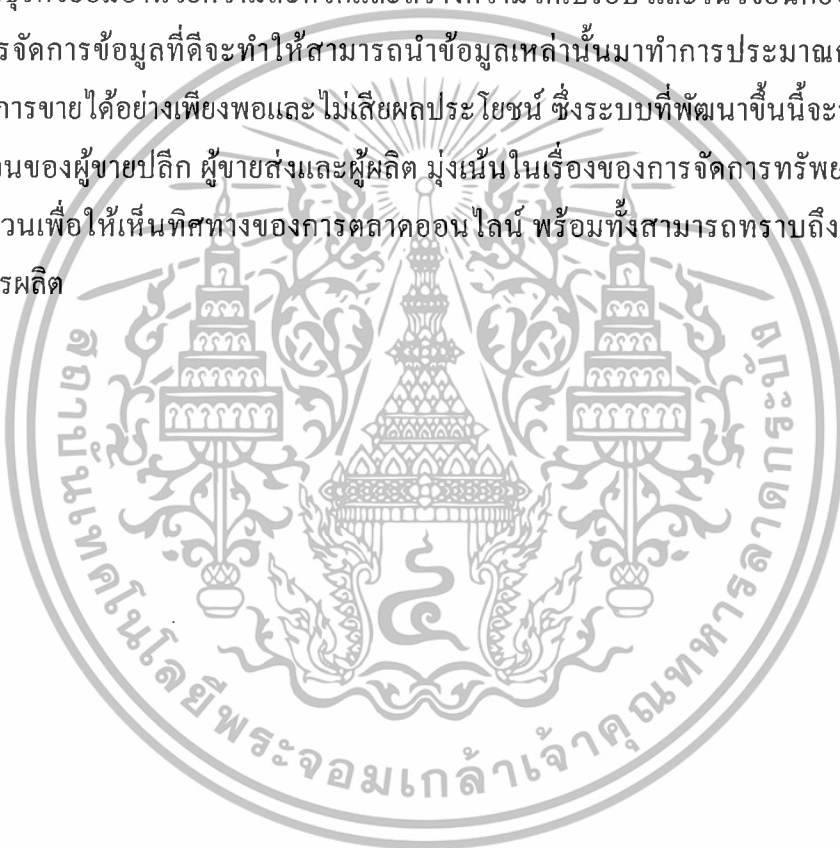 รจัดการข้อมูลที่ดีจะทำให้สามารถนำข้อมูลเหล่านั้นมาทำการประมาณ
การขายได้อย่างเพียงพอและไม่เสียผลประโยชน์ ซึ่งระบบที่พัฒนาขึ้นนี้จะ
นของผู้ขายปลีก ผู้ขายส่งและผู้ผลิต มุ่งเน้นในเรื่องของการจัดการทรัพย
วนเพื่อให้เห็นทิศทางของการตลาดออนไลน์ พร้อมทั้งสามารถทราบถึง
รผลิต
สถาบันเทคโนโลยีพระจอมเกล้าเจ้าคุณทหารลาดกระบัง
๔